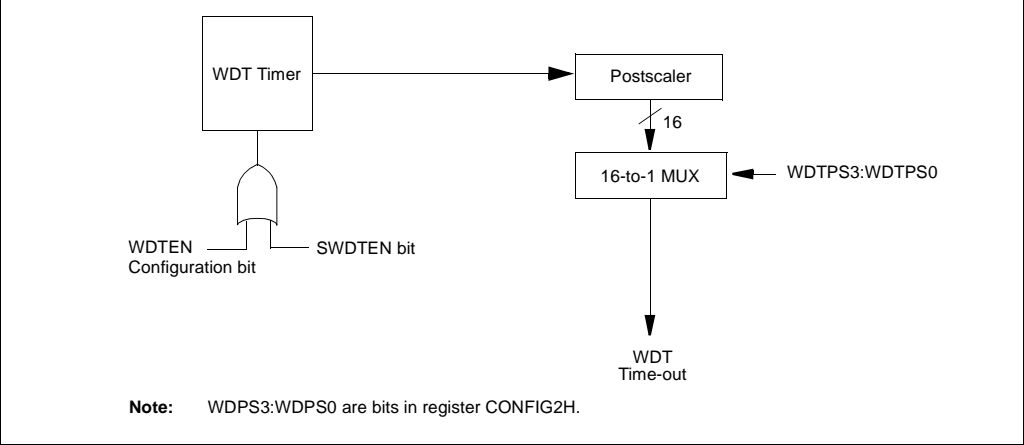 WDT Timer
Postscaler
16
16-to-1 MUX
WDTPS3:WDTPS0
WDTEN
Configuration bit
SWDTEN bit
WDT
Time-out
Note: WDPS3:WDPS0 are bits in register CONFIG2H.